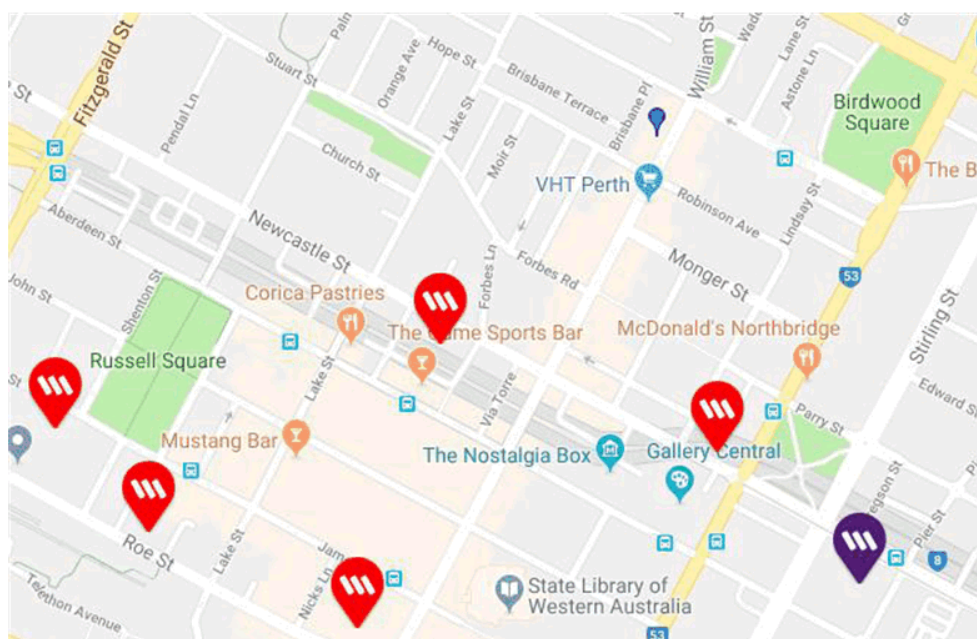 Fitzgerald St
Palm
Stuart St
Orange Ave
Hope St
Lake St
Brisbane Terrace
Brisbane Pl
William St
Lane St
Astone Ln
Birdwood
Square
The B
Pendal Ln
Church St
Moir St
VHT Perth
Robinson Ave
Lindsay St
Aberdeen St
Newcastle St
Forbes Ln
Forbes Rd
Monger St
53
Stirling St
John St
Shenton St
Corica Pastries
The Game Sports Bar
McDonald's Northbridge
Russell Square
Lake St
Via Torre
Edward St
Parry St
Mustang Bar
The Nostalgia Box
Gallery Central
Pier St
Roe St
Lake St
Nicks Ln
8
State Library of
Western Australia
53